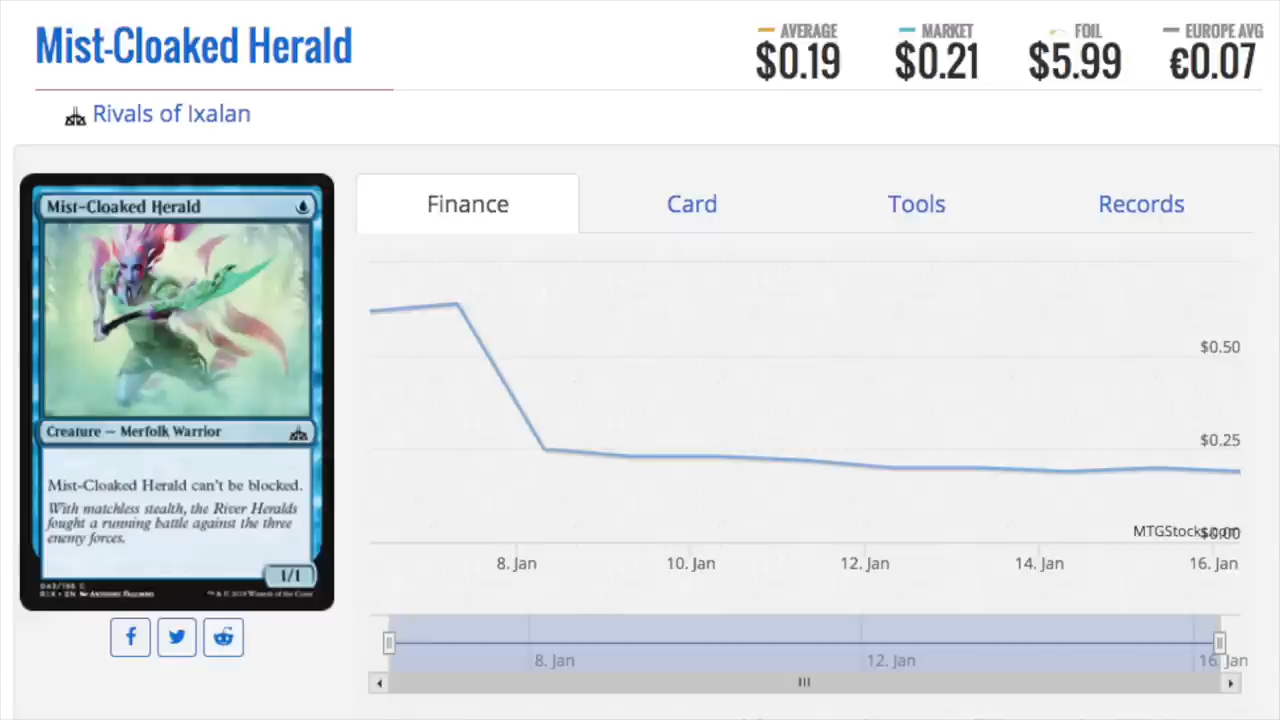 Mist-Cloaked Herald
AVERAGE
$0.19
MARKET
$0.21
FOIL
$5.99
EUROPE AVG
€0.07
Rivals of Ixalan
Finance
Card
Tools
Records
Mist-Cloaked Herald
Creature — Merfolk Warrior
Mist-Cloaked Herald can't be blocked.
With matchless stealth, the River Heralds
fought a running battle against the three
enemy forces.
1/1
$0.50
$0.25
MTGStocks.com
$0.00
8. Jan
10. Jan
12. Jan
14. Jan
16. Jan
8. Jan
12. Jan
16. Jan